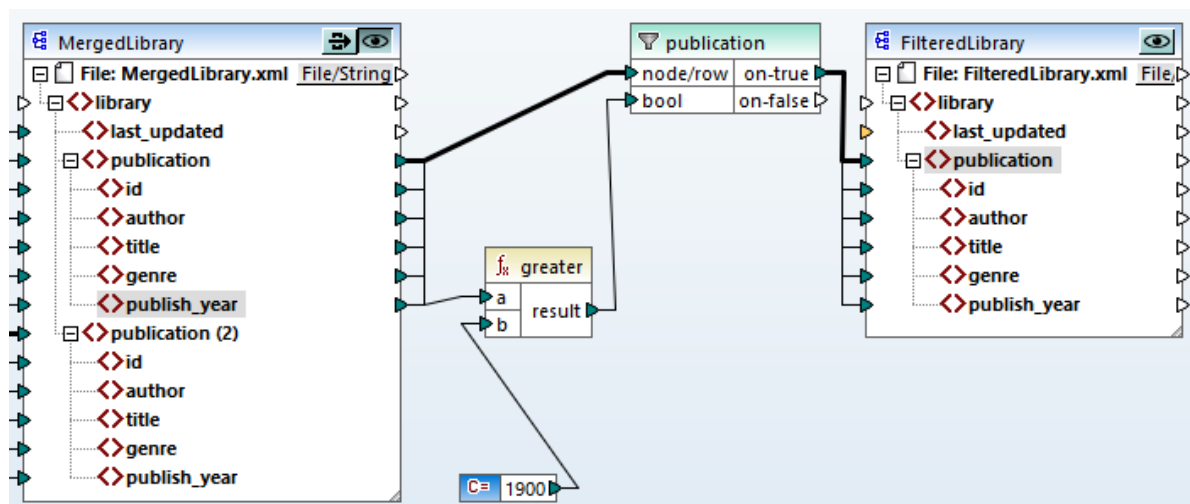 MergedLibrary
File: MergedLibrary.xml File/String
library
last_updated
publication
id
author
title
genre
publish_year
publication (2)
id
author
title
genre
publish_year
publication
node/row on-true
bool on-false
fx greater
a
result
b
C= 1900
FilteredLibrary
File: FilteredLibrary.xml File/
library
last_updated
publication
id
author
title
genre
publish_year